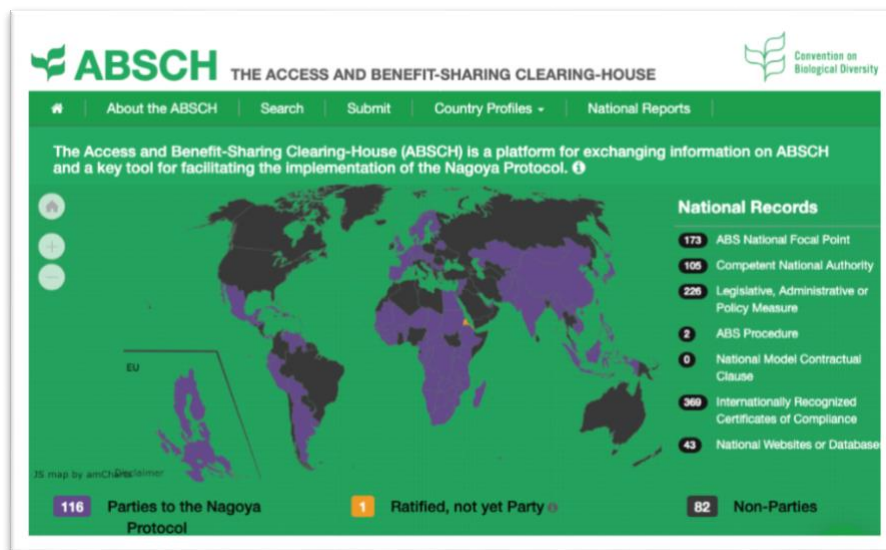 ABSCH THE ACCESS AND BENEFIT-SHARING CLEARING-HOUSE
Convention on
Biological Diversity
About the ABSCH
Search
Submit
Country Profiles
National Reports
The Access and Benefit-Sharing Clearing-House (ABSCH) is a platform for exchanging information on ABSCH
and a key tool for facilitating the implementation of the Nagoya Protocol.
National Records
173 ABS National Focal Point
105 Competent National Authority
226 Legislative, Administrative or
Policy Measure
2 ABS Procedure
0 National Model Contractual
Clause
369 Internationally Recognized
Certificates of Compliance
43 National Websites or Database
EU
JS map by amCharts
Disclaimer
116 Parties to the Nagoya
Protocol
1 Ratified, not yet Party
82 Non-Parties